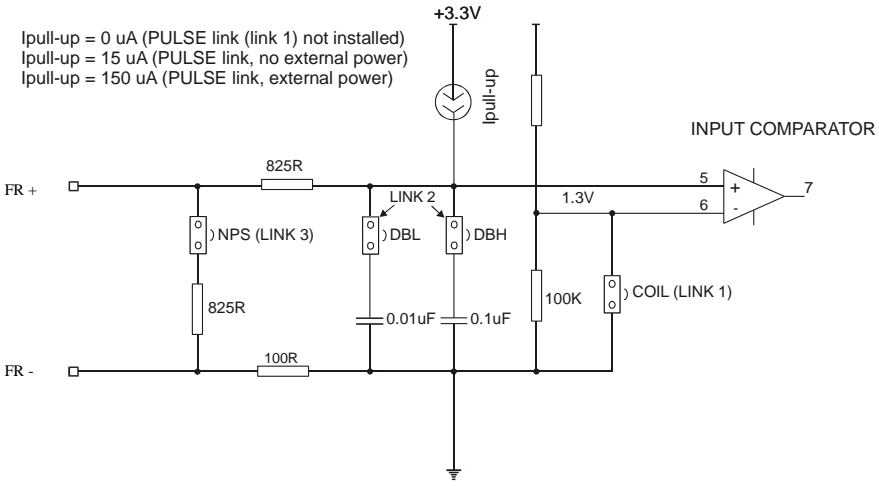 +3.3V
Ipull-up = 0 uA (PULSE link (link 1) not installed)
Ipull-up = 15 uA (PULSE link, no external power)
Ipull-up = 150 uA (PULSE link, external power)
Ipull-up
INPUT COMPARATOR
825R
FR +
LINK 2
1.3V
5
+
7
6
-
NPS (LINK 3)
DBL
DBH
825R
0.01uF
0.1uF
100K
COIL (LINK 1)
100R
FR -